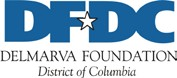 DFDC
DELMARVA FOUNDATION
District of Columbia